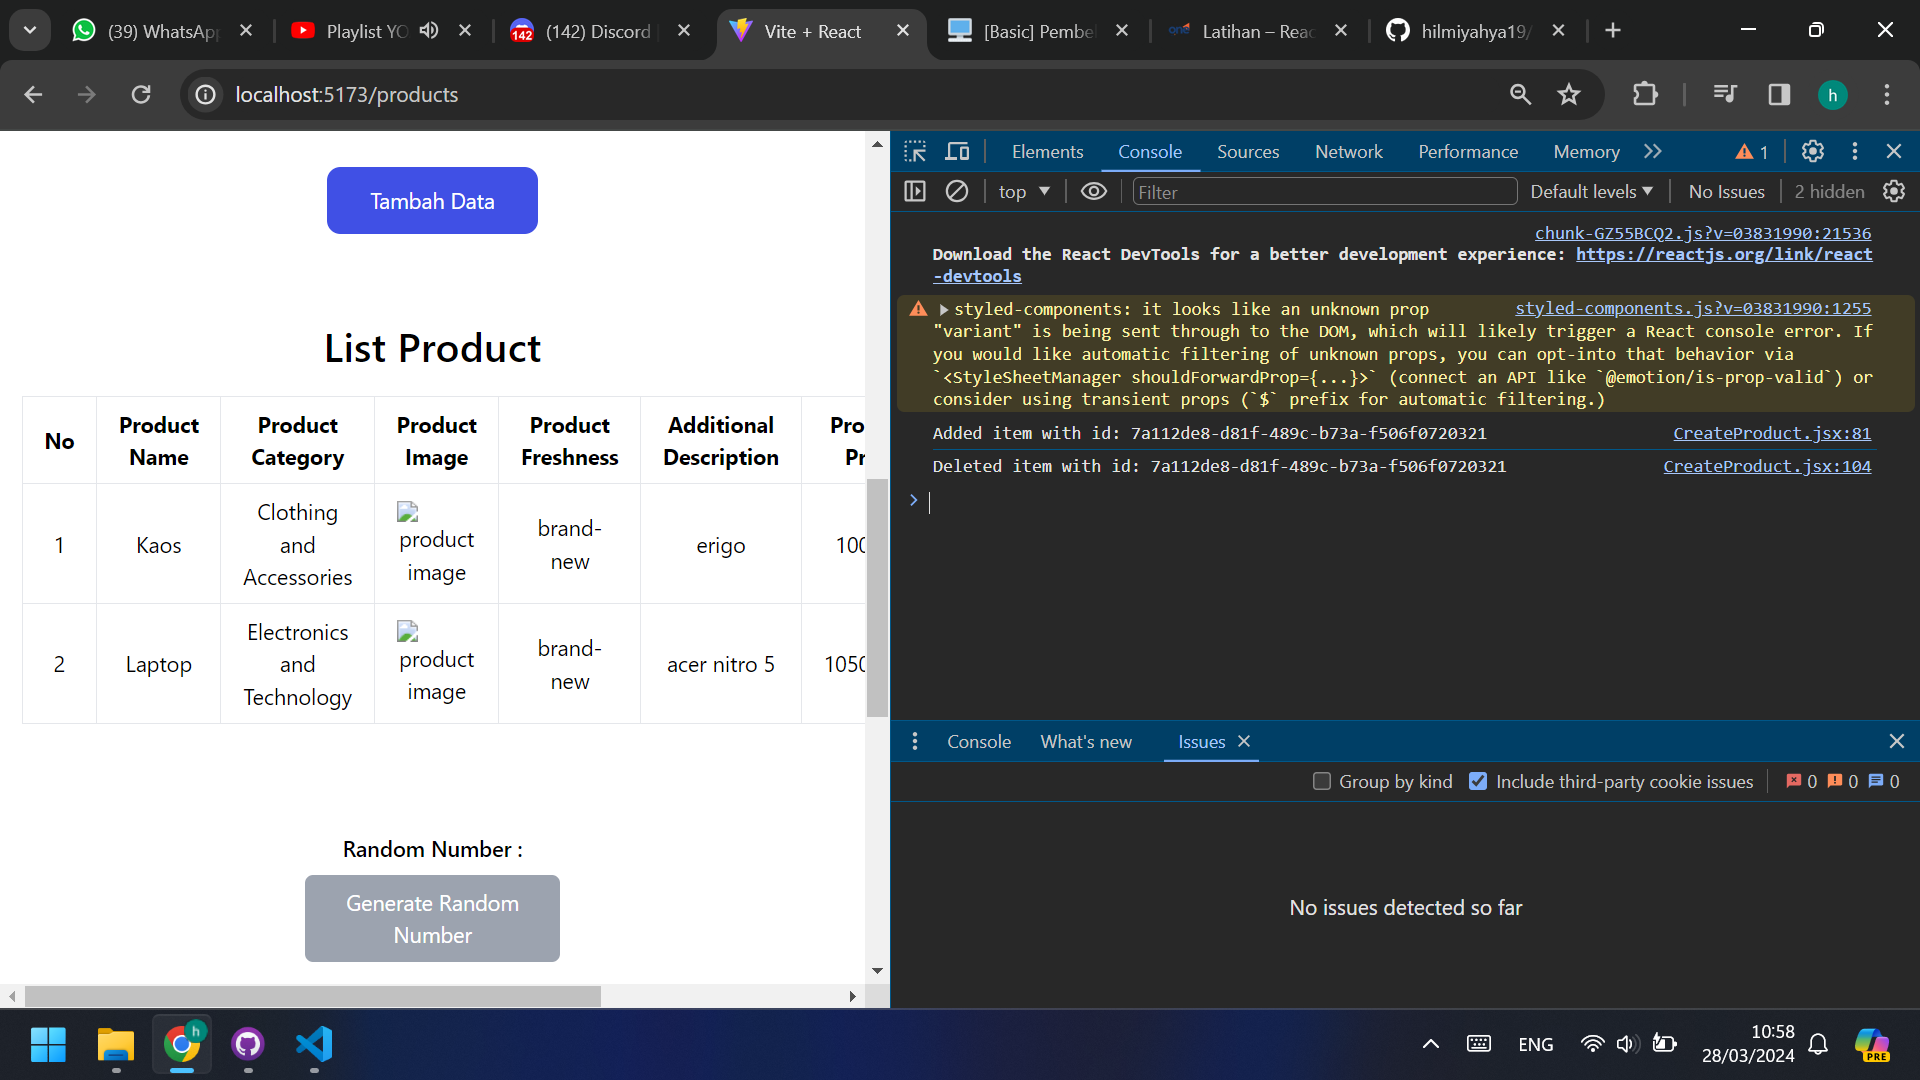 (39) WhatsApp
Playlist YO
142
(142) Discord
Vite + React
[Basic] Pembe
Latihan – Reac
hilmiyahya19/
localhost:5173/products
h
Tambah Data
List Product
No
Product Name
Product Category
Product Image
Product Freshness
Additional Description
Pro
Pr
1
Kaos
Clothing and Accessories
product image
brand-new
erigo
100
2
Laptop
Electronics and Technology
product image
brand-new
acer nitro 5
1050
Random Number :
Generate Random
Number
Elements
Console
Sources
Network
Performance
Memory
1
top
Filter
Default levels
No Issues
2 hidden
chunk-GZ55BCQ2.js?v=03831990:21536
Download the React DevTools for a better development experience: https://reactjs.org/link/react
-devtools
styled-components: it looks like an unknown prop
styled-components.js?v=03831990:1255
"variant" is being sent through to the DOM, which will likely trigger a React console error. If
you would like automatic filtering of unknown props, you can opt-into that behavior via
`<StyleSheetManager shouldForwardProp={...}>` (connect an API like `@emotion/is-prop-valid`) or
consider using transient props (`$` prefix for automatic filtering.)
Added item with id: 7a112de8-d81f-489c-b73a-f506f0720321
CreateProduct.jsx:81
Deleted item with id: 7a112de8-d81f-489c-b73a-f506f0720321
CreateProduct.jsx:104
Console
What's new
Issues
Group by kind
Include third-party cookie issues
0
0
0
No issues detected so far
h
ENG
10:58
28/03/2024
PRE